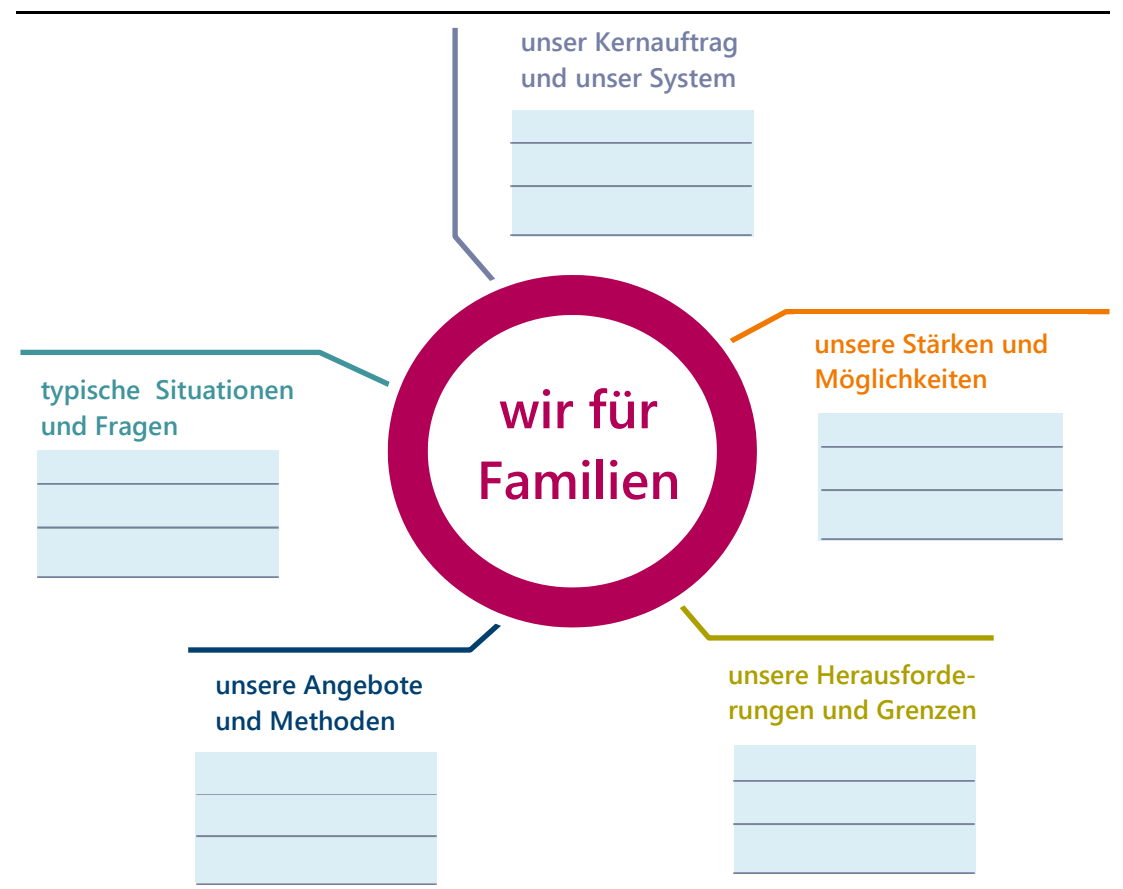 unser Kernauftrag
und unser System
unsere Stärken und
Möglichkeiten
typische Situationen
und Fragen
wir für
Familien
unsere Angebote
und Methoden
unsere Herausforde-
rungen und Grenzen